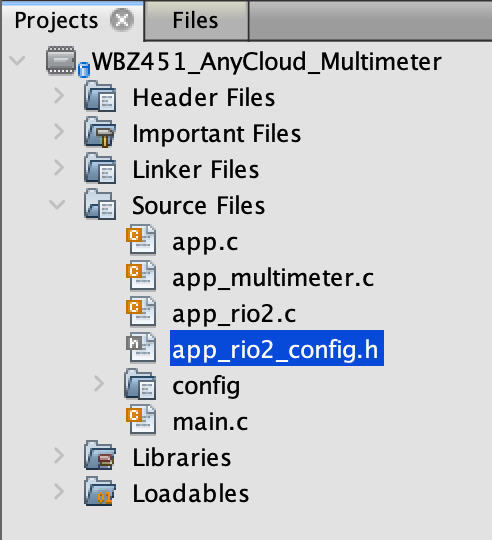 Projects Files
WBZ451_AnyCloud_Multimeter
Header Files
Important Files
Linker Files
Source Files
app.c
app_multimeter.c
app_rio2.c
app_rio2_config.h
config
main.c
Libraries
Loadables